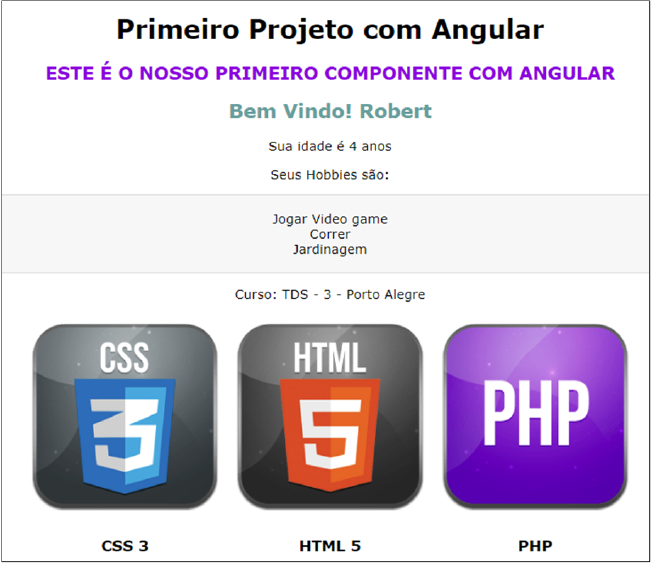 Primeiro Projeto com Angular
ESTE É O NOSSO PRIMEIRO COMPONENTE COM ANGULAR
Bem Vindo! Robert
Sua idade é 4 anos
Seus Hobbies são:
Jogar Video game
Correr
Jardinagem
Curso: TDS - 3 - Porto Alegre
CSS HTML PHP
3 5
CSS 3 HTML 5 PHP